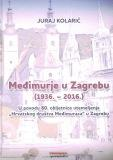 JURAJ KOLARIĆ
Međimurje u Zagrebu
(1936. – 2016.)
U povodu 80. obljetnice utemeljenja
„Hrvatskog društva Međimuraca” u Zagrebu